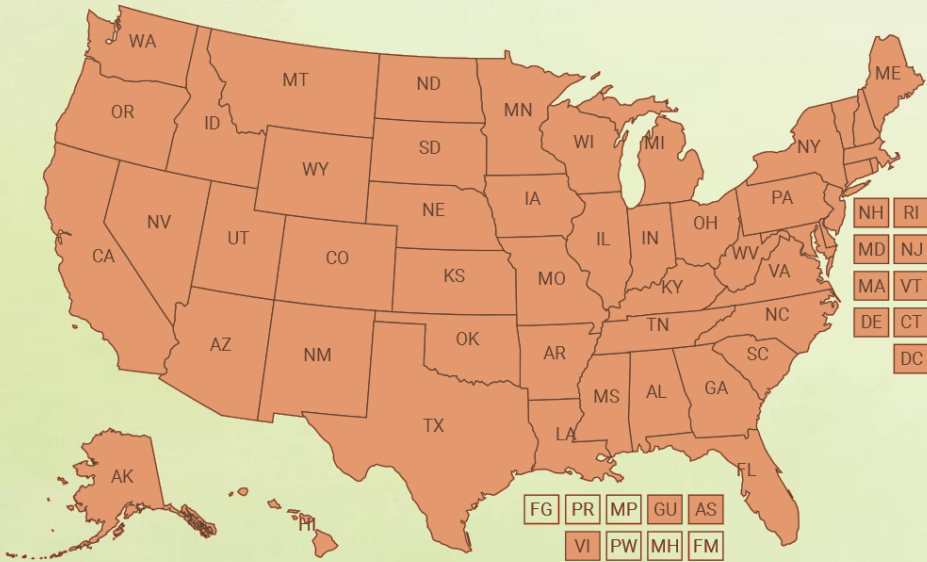 WA
MT
ND
MN
ME
OR
ID
SD
WI
MI
NY
WY
IA
PA
NE
NV
UT
CO
IL
IN
OH
WV
NH RI
CA
KS
MO
KY
VA
MD NJ
MA VT
AZ
NM
OK
AR
TN
NC
DE CT
SC
DC
MS
AL
GA
TX
LA
FL
AK
HI
FG PR MP GU AS
VI PW MH FM